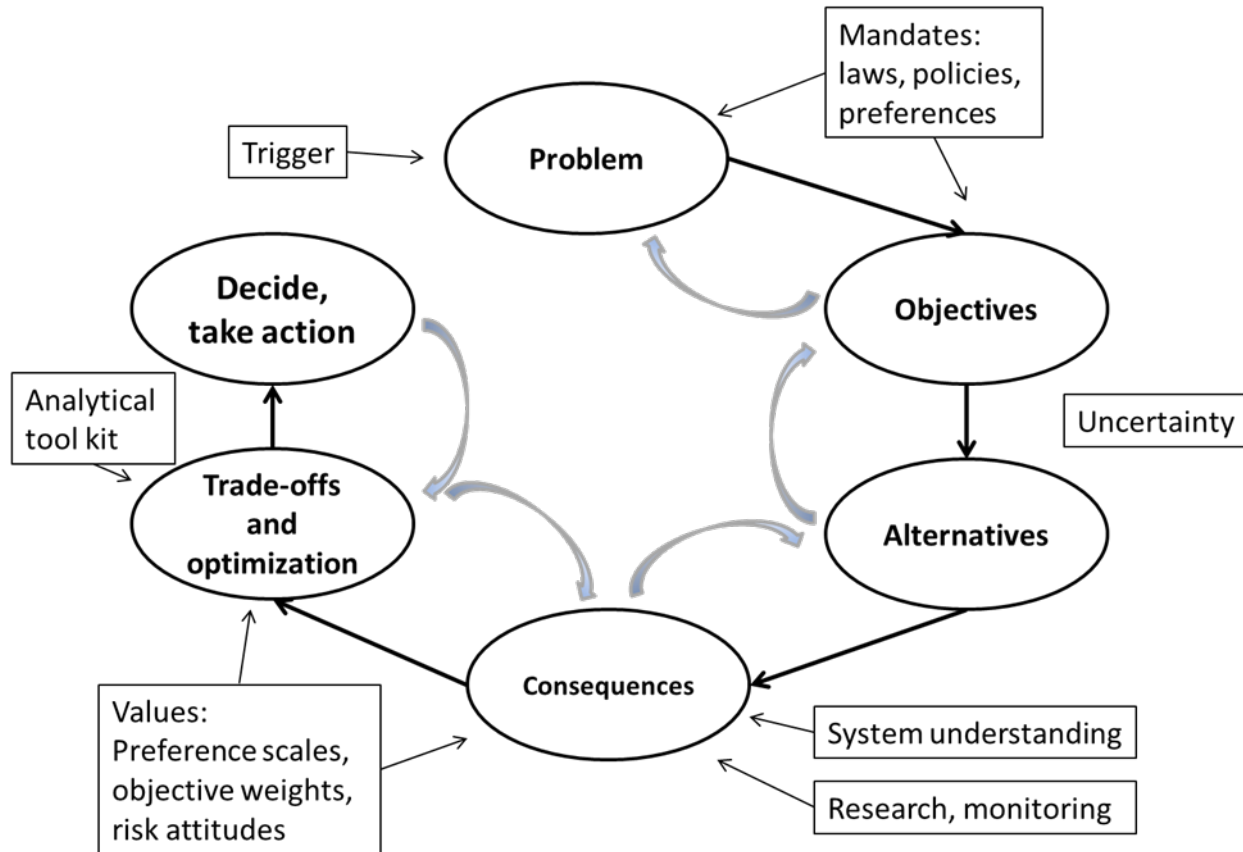 Mandates:
laws, policies,
preferences
Trigger
Problem
Decide,
take action
Objectives
Analytical
tool kit
Uncertainty
Trade-offs
and
optimization
Alternatives
Consequences
Values:
Preference scales,
objective weights,
risk attitudes
System understanding
Research, monitoring